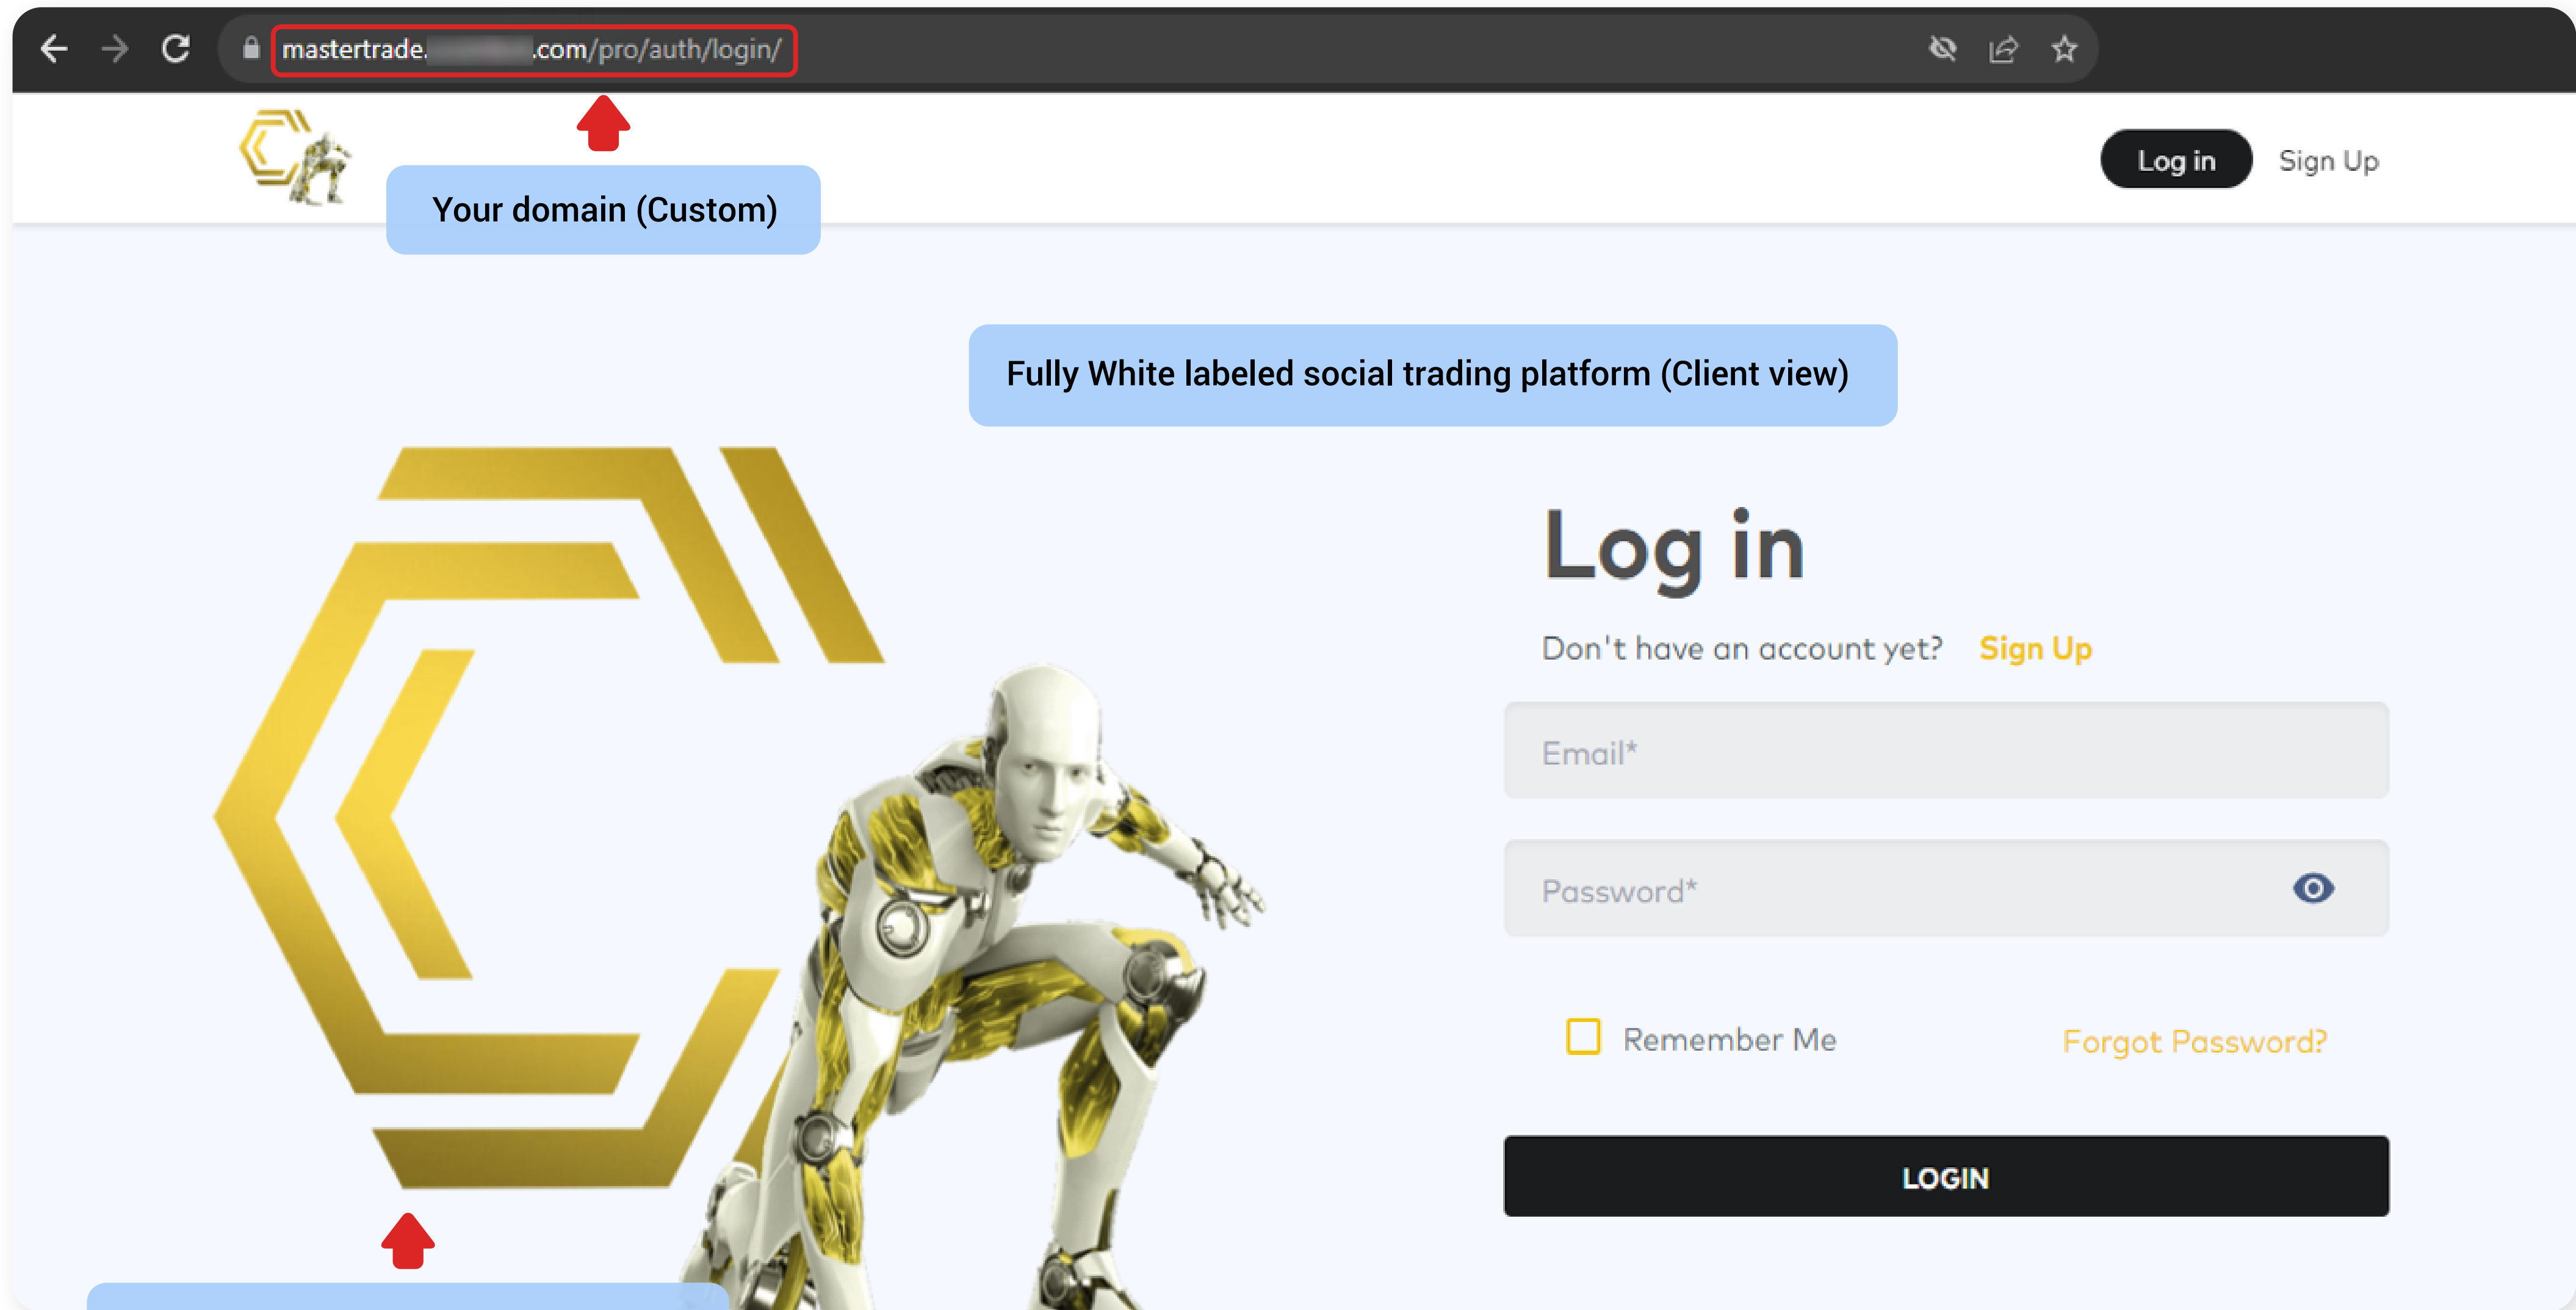 mastertrade. .com/pro/auth/login/
Log in
Sign Up
Your domain (Custom)
Fully White labeled social trading platform (Client view)
Log in
Don't have an account yet? Sign Up
Email*
Password*
Remember Me
Forgot Password?
LOGIN